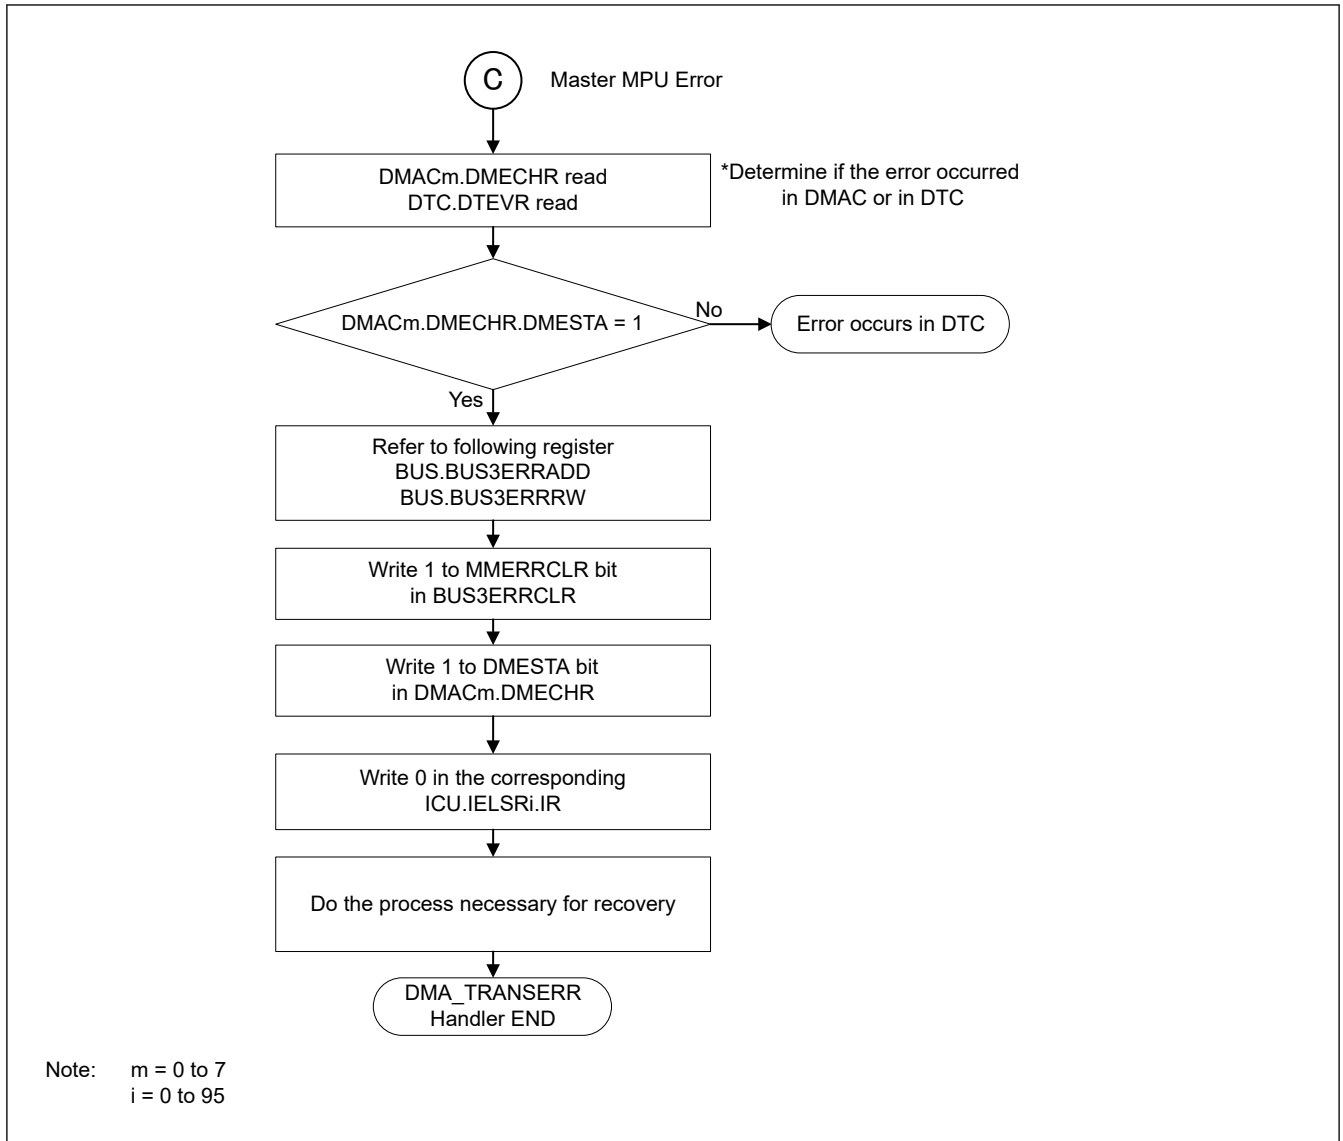 C
Master MPU Error
DMACm.DMECHR read
DTC.DTEVR read
*Determine if the error occurred
in DMAC or in DTC
DMACm.DMECHR.DMESTA = 1
No
Error occurs in DTC
Yes
Refer to following register
BUS.BUS3ERRADD
BUS.BUS3ERRRW
Write 1 to MMERRCLR bit
in BUS3ERRCLR
Write 1 to DMESTA bit
in DMACm.DMECHR
Write 0 in the corresponding
ICU.IELSRi.IR
Do the process necessary for recovery
DMA_TRANSERR
Handler END
Note: m = 0 to 7
i = 0 to 95